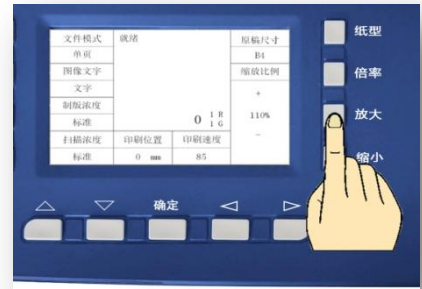 文件模式 就绪 原稿尺寸
单页 B4
图像文字 缩放比例
文字 +
制版浓度 110%
标准 0 1 R
1 G
扫描浓度 印刷位置 印刷速度 -
标准 0 mm 85
纸型
倍率
放大
缩小
△ ▽ 确定 ◁ ▷